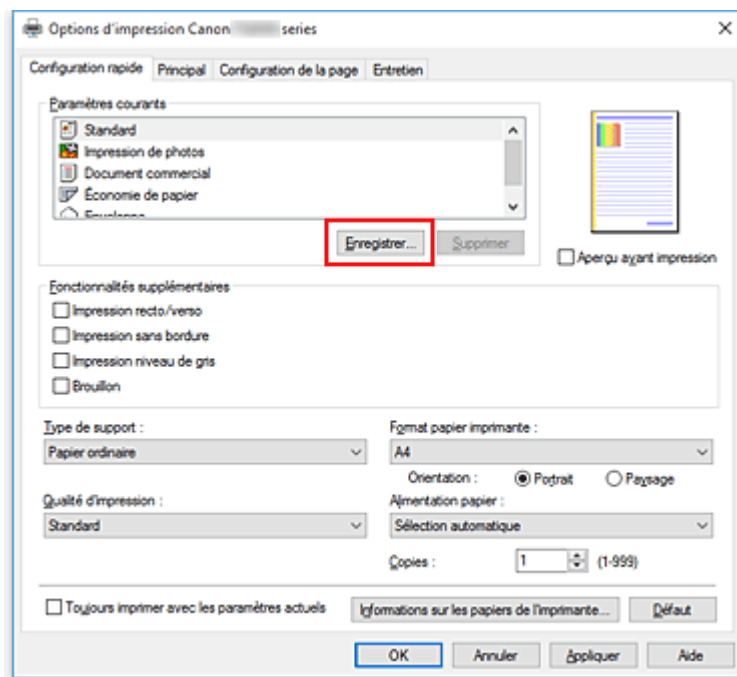 Options d'impression Canon series
Configuration rapide Principal Configuration de la page Entretien
Paramètres courants
Standard
Impression de photos
Document commercial
Économie de papier
Enregistrer... Supprimer
Aperçu avant impression
Fonctionnalités supplémentaires
Impression recto/verso
Impression sans bordure
Impression niveau de gris
Brouillon
Type de support :
Papier ordinaire
Format papier imprimante :
A4
Orientation : Portrait Paysage
Qualité d'impression :
Standard
Alimentation papier :
Sélection automatique
Copies : 1 (1-999)
Toujours imprimer avec les paramètres actuels Informations sur les papiers de l'imprimante... Défaut
OK Annuler Appliquer Aide